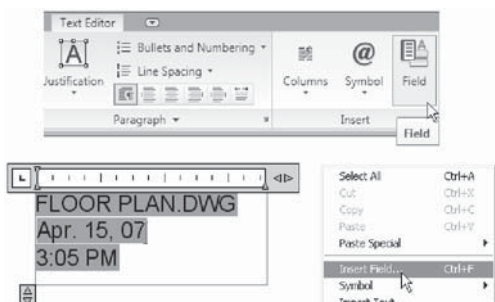 Text Editor
A
Justification
Bullets and Numbering
Line Spacing
Paragraph
Columns
@
Symbol
Field
Insert
Field
L
FLOOR PLAN.DWG
Apr. 15, 07
3:05 PM
Select All Ctrl+A
Cut Ctrl+X
Copy Ctrl+C
Paste Ctrl+V
Paste Special
Insert Field... Ctrl+F
Symbol
Import Text